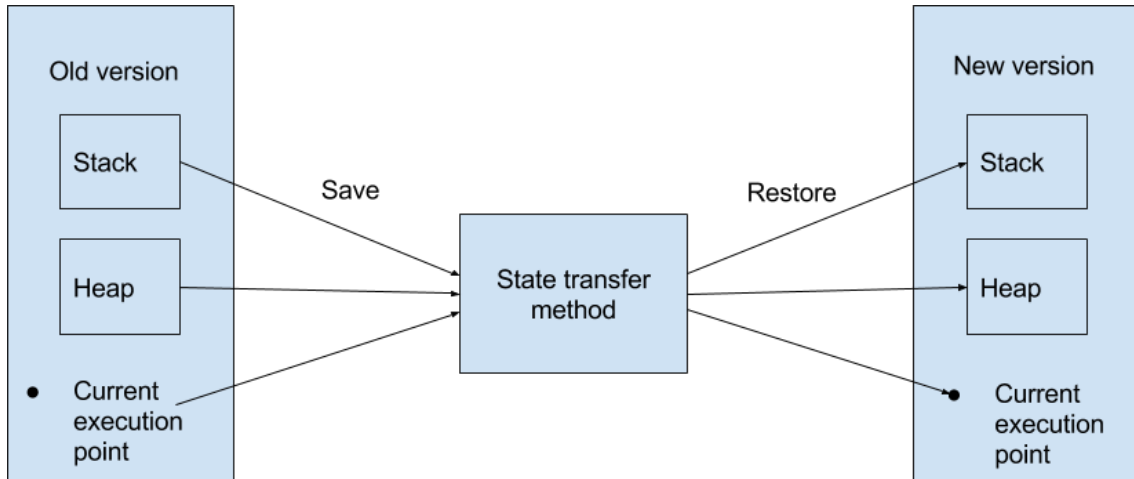 Old version
Stack
Heap
Current
execution
point
Save
State transfer
method
Restore
New version
Stack
Heap
Current
execution
point